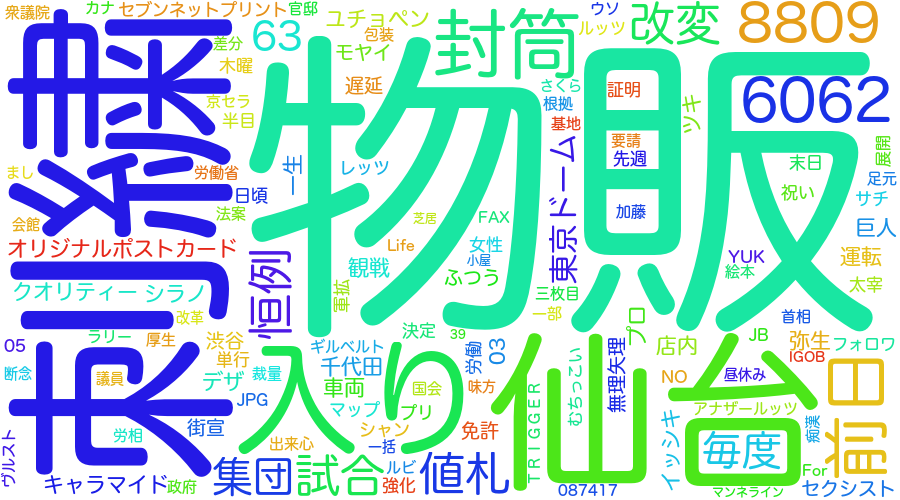 衆議院
カナ
セブンネットプリント
官邸
ウソ
ユチョペン
ルッツ
改変
8809
差分
63
包装
モヤイ
封筒
木曜
遅延
さくら
証明
6062
京セラ
半目
根拠
基地
ツキ
刺繍
物販
要請
先週
展開
まし
労働省
日頃
一生
レッツ
末日
足元
法案
加藤
祝い
サチ
会館
芝居
FAX
東京ドーム
巨人
オリジナルポストカード
Life
女性
恒例
観戦
小屋
YUK
運転
絵本
ふつう
太宰
クオリティー
シラノ
軍拡
三枚目
改革
一部
プロ
首相
ラリー
厚生
渋谷
決定
39
JB
弥生
フォロワ
05
ギルベルト
労働
03
店内
IGOB
断念
単行
千代田
議員
デザ
裁量
車両
国会
味方
無理矢理
NO
昼休み
前日
JPG
入り
仙台
むちっこい
マップ
プリ
アナザールッツ
街宣
シャン
免許
TRIGGER
イッシキ
痴漢
労相
出来心
一括
毎度
ヴルスト
集団
試合
ルビ
値札
For
キャラマイド
政府
強化
087417
マンネライン
セクシスト